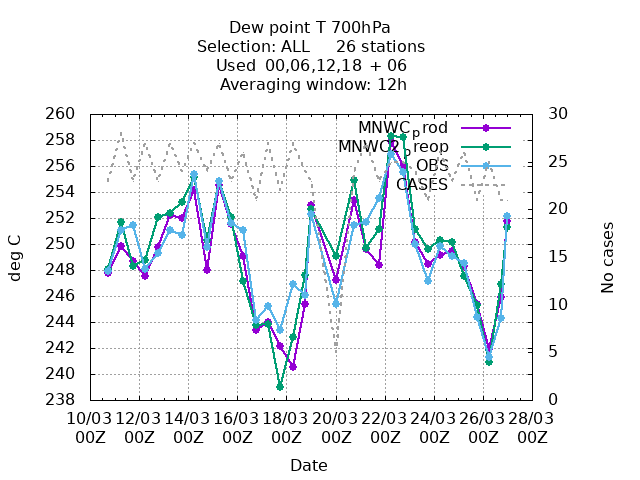 Dew point T 700hPa
Selection: ALL 26 stations
Used 00,06,12,18 + 06
Averaging window: 12h
260
258
256
254
252
250
248
246
244
242
240
238
deg C
30
25
20
15
10
5
0
No cases
MNWC_prod
MNWC2_preop
OBS
CASES
10/03 12/03 14/03 16/03 18/03 20/03 22/03 24/03 26/03 28/03
00Z 00Z 00Z 00Z 00Z 00Z 00Z 00Z 00Z 00Z
Date